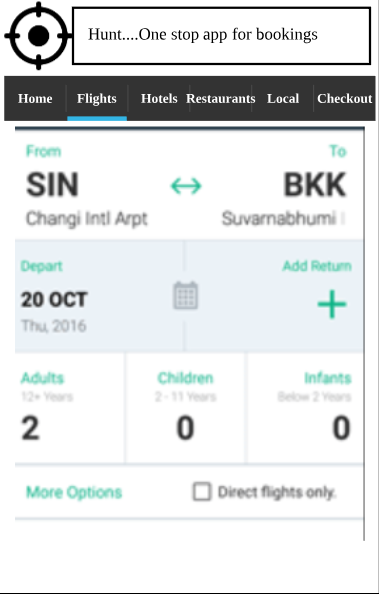 Hunt....One stop app for bookings
Home Flights Hotels Restaurants Local Checkout
From To
SIN BKK
Changi Intl Arpt Suvarnabhumi
Depart Add Return
20 OCT
Thu, 2016
Adults Children Infants
12+ Years 2 - 11 Years Below 2 Years
2 0 0
More Options Direct flights only.